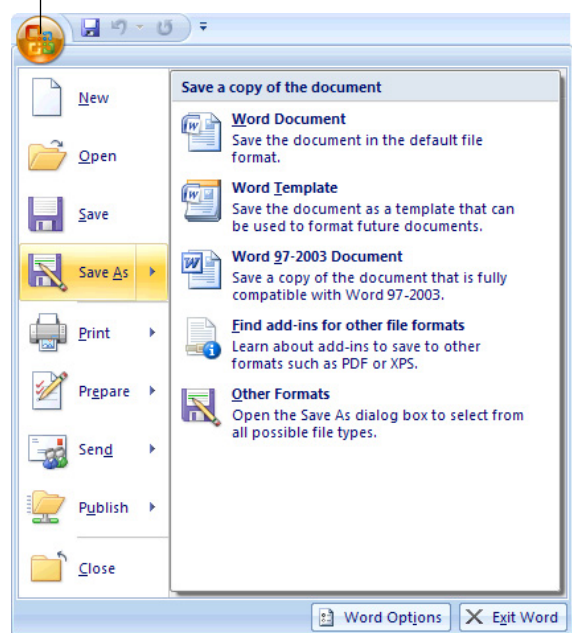 New
Open
Save
Save As
Print
Prepare
Send
Publish
Close
Save a copy of the document
Word Document
Save the document in the default file
format.
Word Template
Save the document as a template that can
be used to format future documents.
Word 97-2003 Document
Save a copy of the document that is fully
compatible with Word 97-2003.
Find add-ins for other file formats
Learn about add-ins to save to other
formats such as PDF or XPS.
Other Formats
Open the Save As dialog box to select from
all possible file types.
Word Options
Exit Word